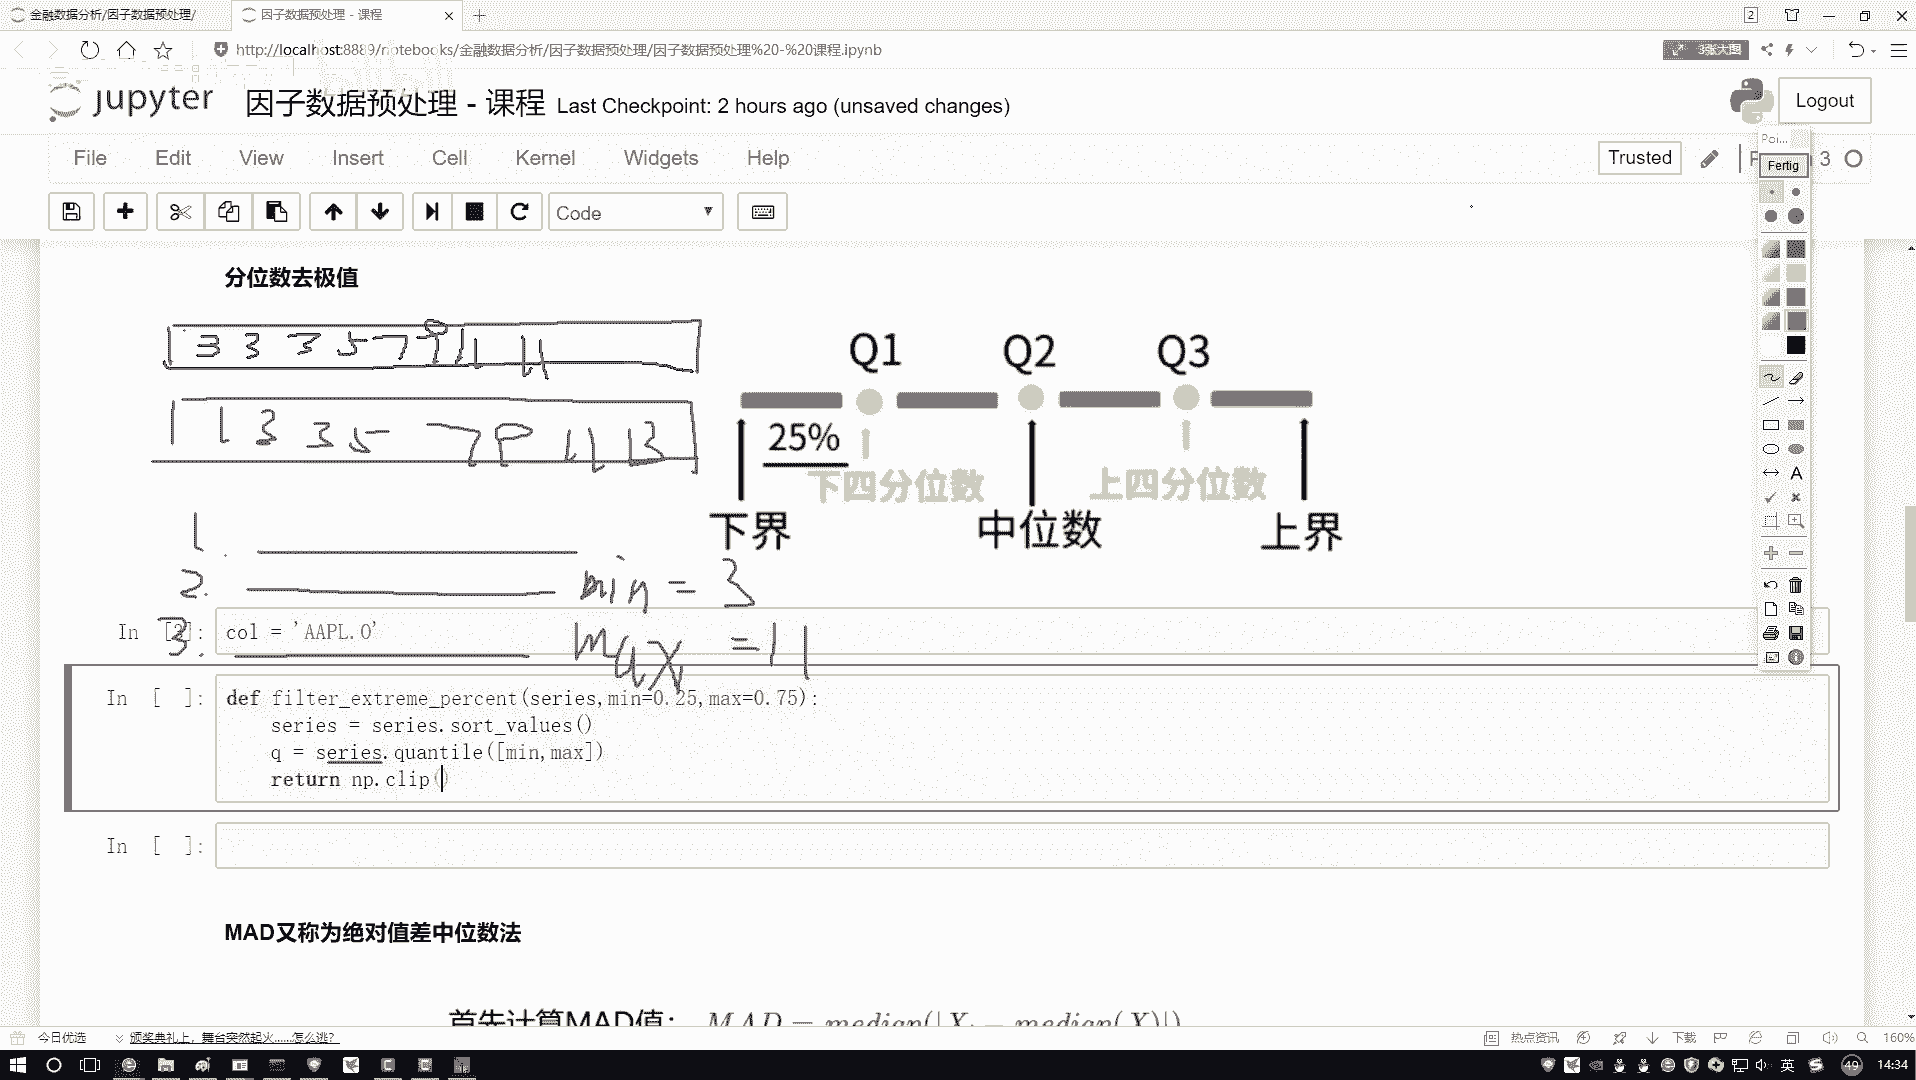 金融数据分析/因子数据预处理/
因子数据预处理 - 课程
2
http://localhost:8889/notebooks/金融数据分析/因子数据预处理/因子数据预处理%20-%20课程.ipynb
3张大图
jupyter
因子数据预处理 - 课程
Last Checkpoint: 2 hours ago (unsaved changes)
Logout
File Edit View Insert Cell Kernel Widgets Help
Trusted
3
Poi...
Fertig
Code
分位数去极值
3 3 3 5 7 9 11
1 1 3 3 5 7 9 11 13
Q1 Q2 Q3
25%
下四分位数
上四分位数
下界
中位数
上界
1.
2.
min = 3
3.
max = 11
In
col = 'AAPL.O'
In [ ]:
def filter_extreme_percent(series,min=0.25,max=0.75):
series = series.sort_values()
q = series.quantile([min,max])
return np.clip()
In [ ]:
MAD又称为绝对值差中位数法
首先计算MAD值： MAD = median(|X_i − median(X)|)
今日优选
颁奖典礼上，舞台突然起火......怎么逃？
热点资讯
下载
160%
英
49
14:34